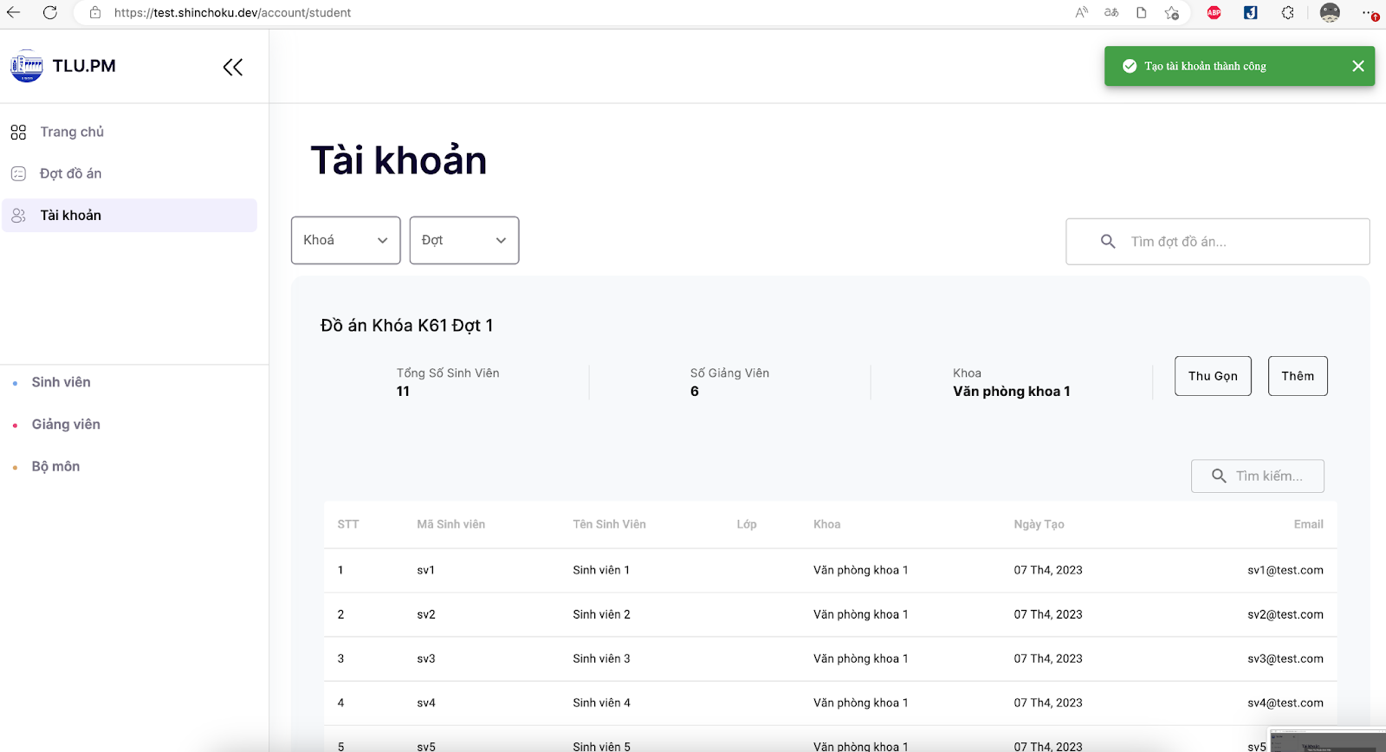 https://test.shinchoku.dev/account/student
TLU.PM
Tạo tài khoản thành công
Trang chủ
Đợt đồ án
Tài khoản
Sinh viên
Giảng viên
Bộ môn
Tài khoản
Khoá
Đợt
Tìm đợt đồ án...
Đồ án Khóa K61 Đợt 1
Tổng Số Sinh Viên
11
Số Giảng Viên
6
Khoa
Văn phòng khoa 1
Thu Gọn
Thêm
Tìm kiếm...
STT Mã Sinh viên Tên Sinh Viên Lớp Khoa Ngày Tạo Email
1 sv1 Sinh viên 1 Văn phòng khoa 1 07 Th4, 2023 sv1@test.com
2 sv2 Sinh viên 2 Văn phòng khoa 1 07 Th4, 2023 sv2@test.com
3 sv3 Sinh viên 3 Văn phòng khoa 1 07 Th4, 2023 sv3@test.com
4 sv4 Sinh viên 4 Văn phòng khoa 1 07 Th4, 2023 sv4@test.com
5 sv5 Sinh viên 5 Văn phòng khoa 1 07 Th4, 2023 sv5